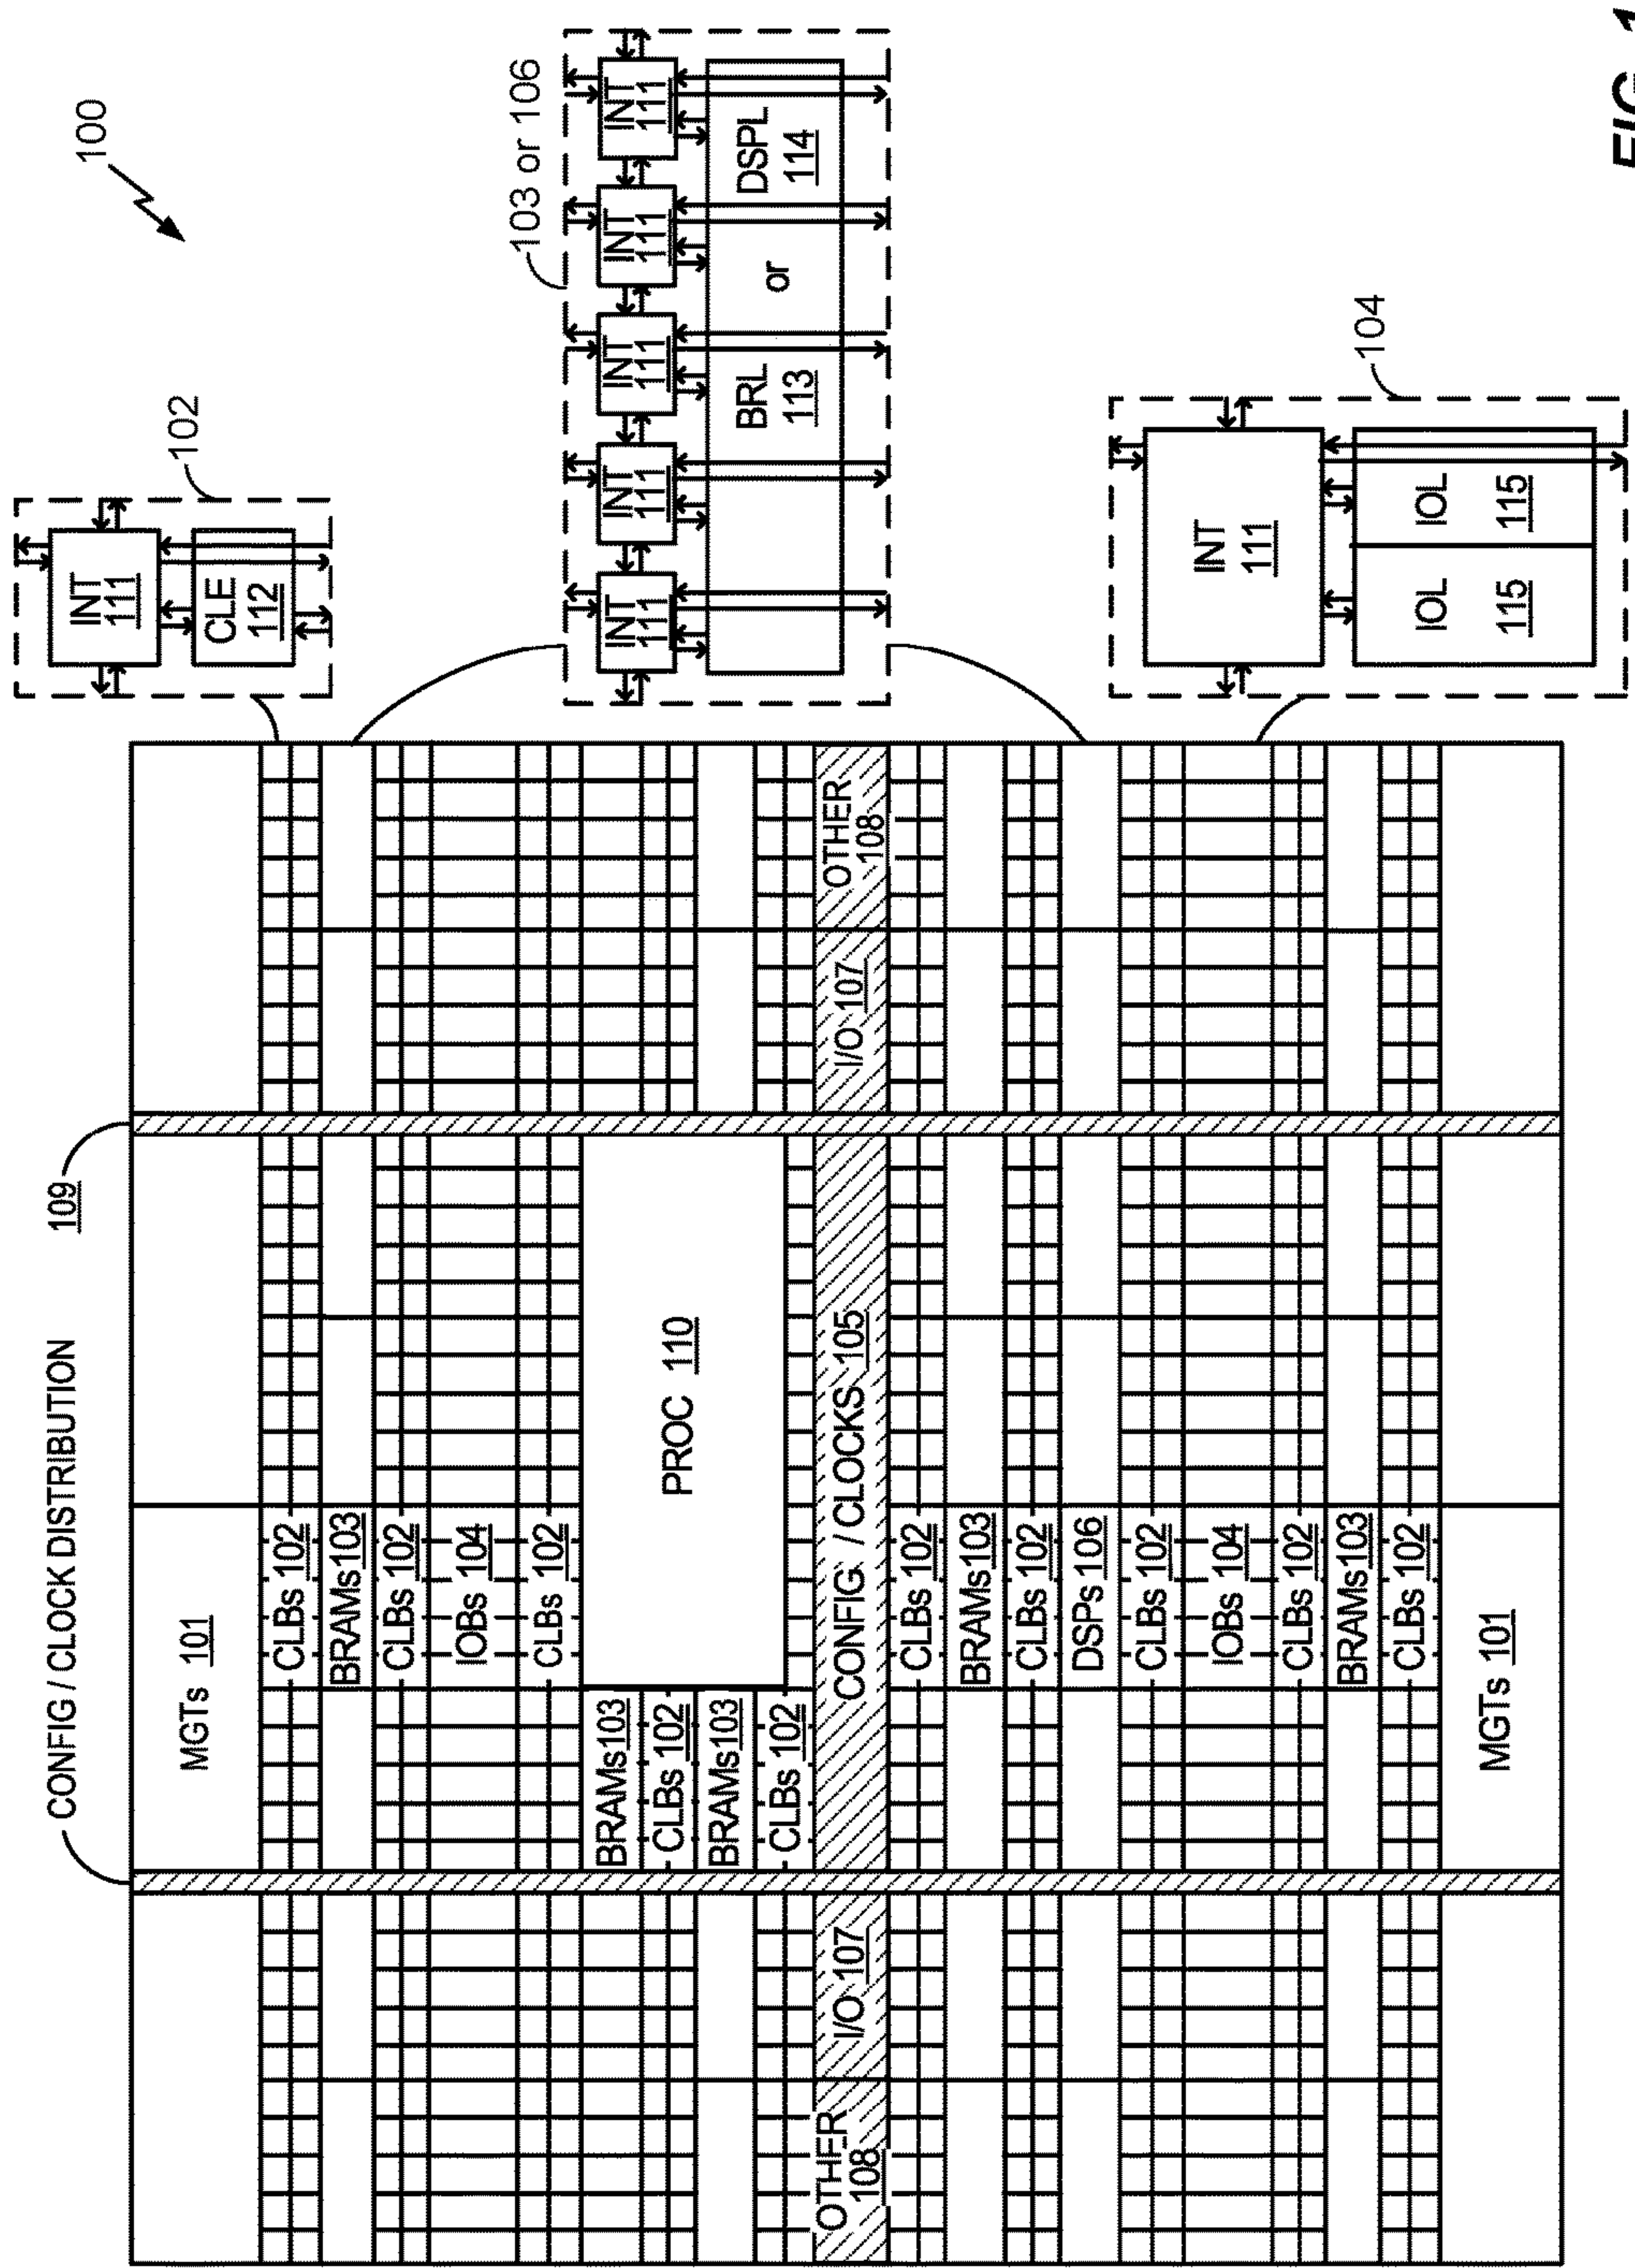 FIG. 1
100
CONFIG / CLOCK DISTRIBUTION
109
102
INT
111
CLE
112
103 or 106
INT
111
INT
111
INT
111
INT
111
INT
111
BRL
113
or
DSPL
114
104
INT
111
IOL
115
IOL
115
MGTs 101
CLBs 102
BRAMs 103
CLBs 102
IOBs 104
CLBs 102
BRAMs 103
CLBs 102
BRAMs 103
CLBs 102
PROC 110
OTHER
108
I/O 107
CONFIG / CLOCKS 105
I/O 107
OTHER
108
CLBs 102
BRAMs 103
CLBs 102
DSPs 106
CLBs 102
IOBs 104
CLBs 102
BRAMs 103
CLBs 102
MGTs 101